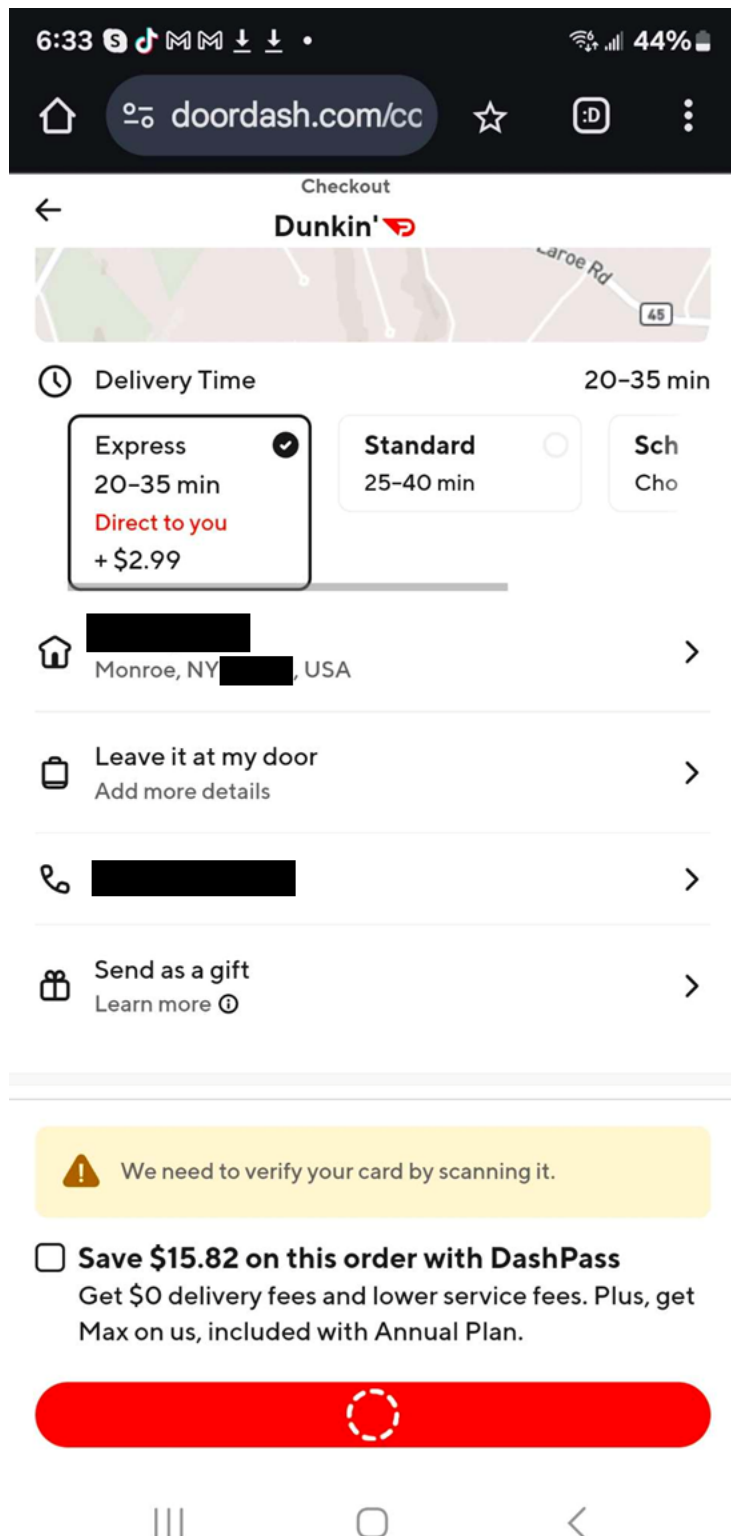 6:33
44%
doordash.com/cc
:D
Checkout
Dunkin'
Laroe Rd
45
Delivery Time
20–35 min
Express
20–35 min
Direct to you
+ $2.99
Standard
25–40 min
Sch
Cho
Monroe, NY
, USA
Leave it at my door
Add more details
Send as a gift
Learn more
We need to verify your card by scanning it.
Save $15.82 on this order with DashPass
Get $0 delivery fees and lower service fees. Plus, get
Max on us, included with Annual Plan.